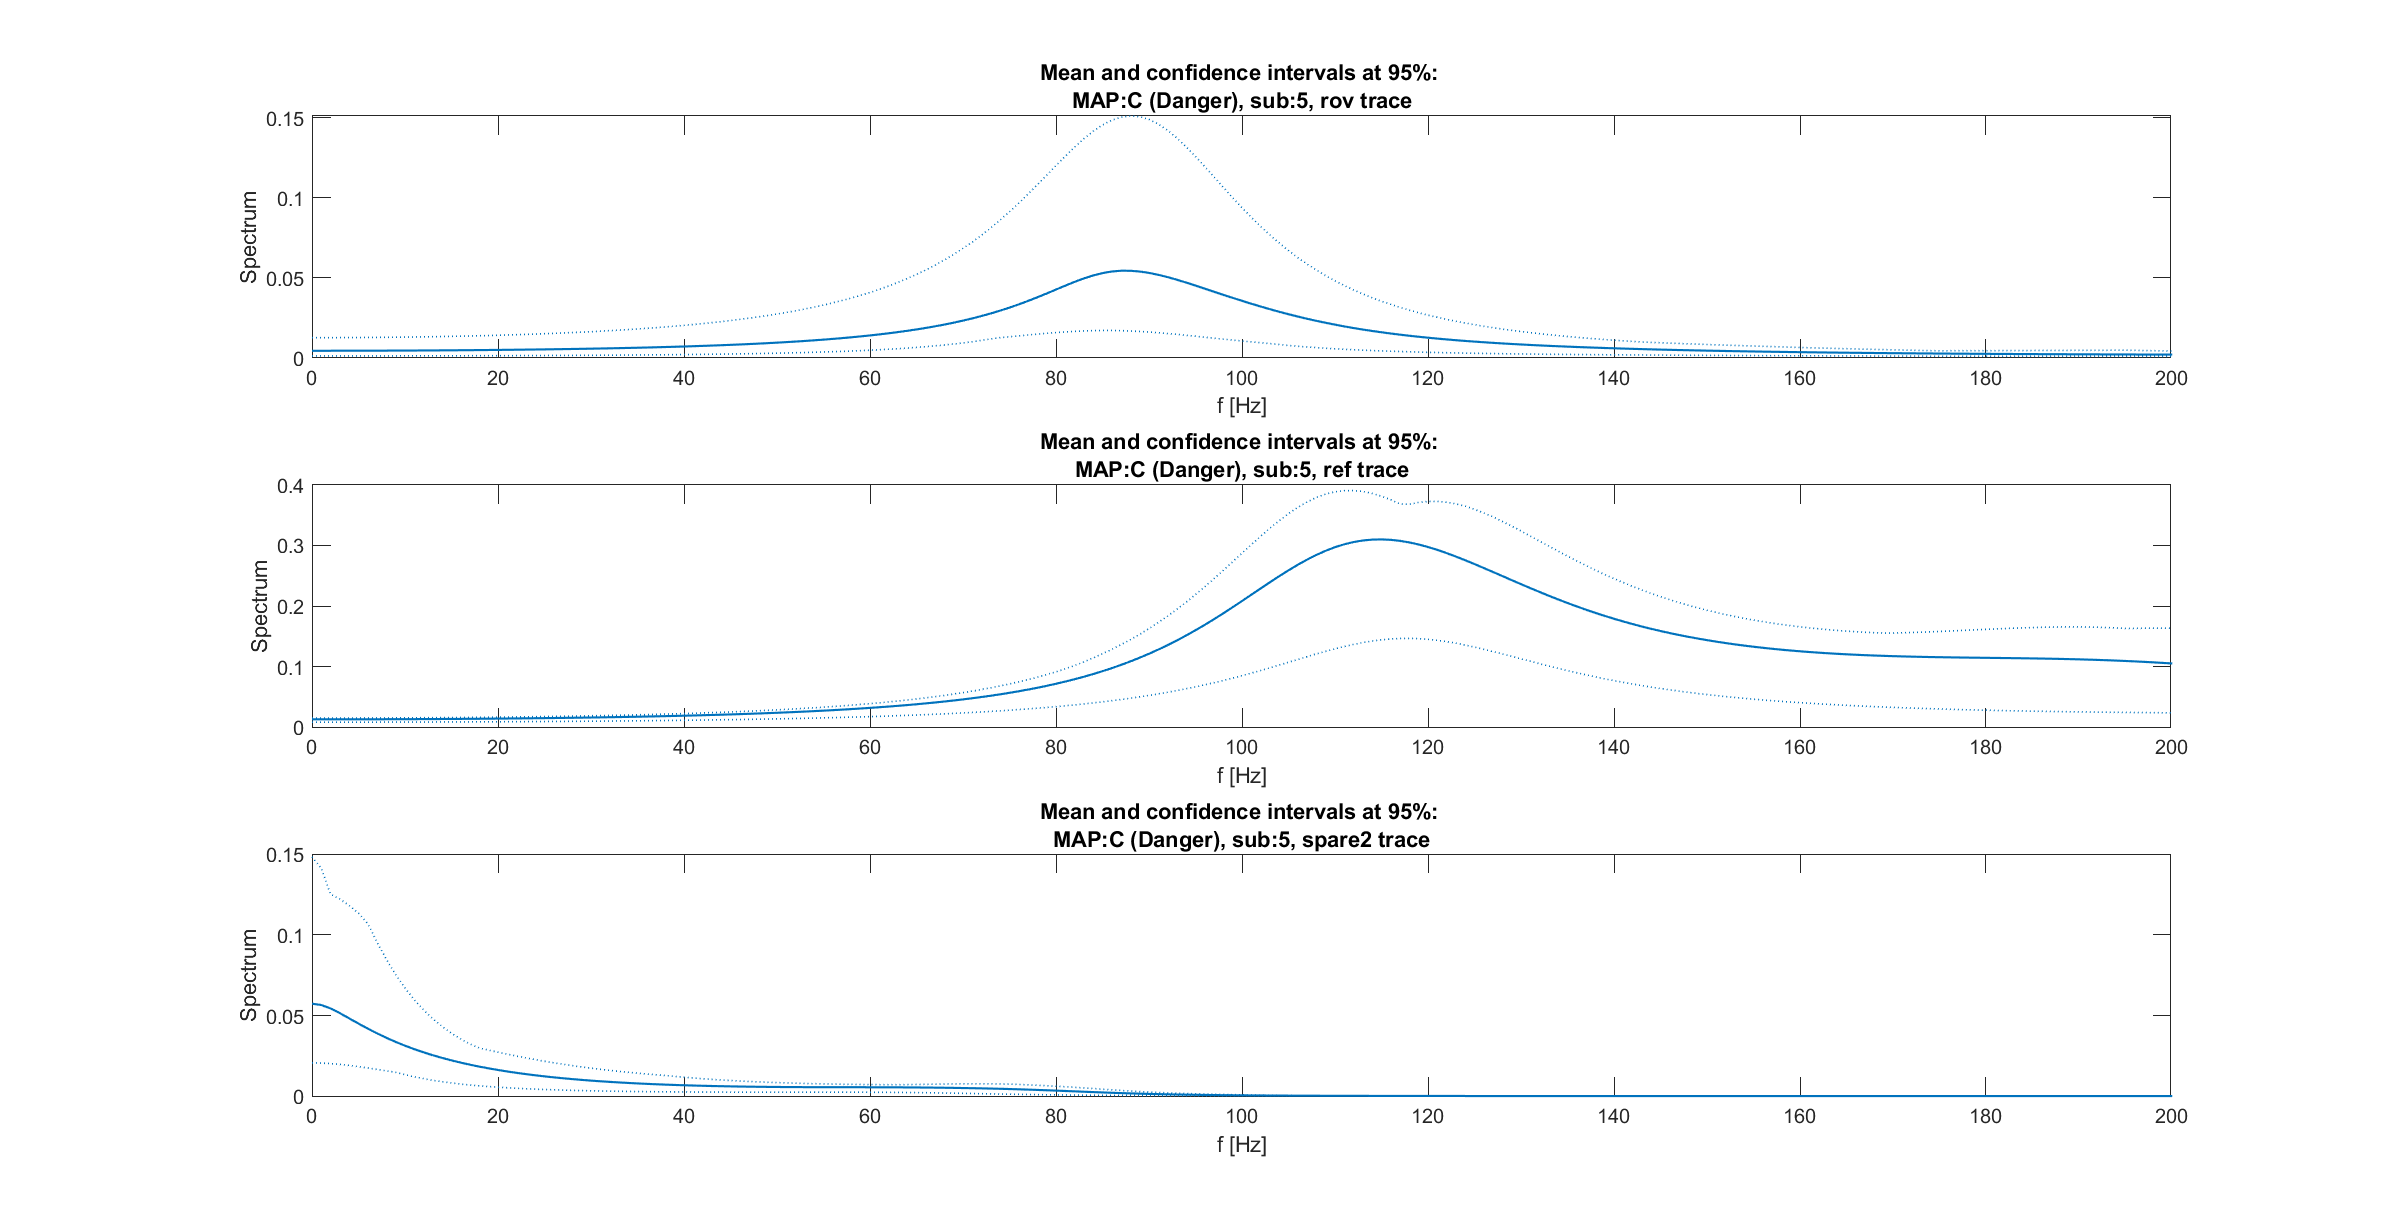 Mean and confidence intervals at 95%:
MAP:C (Danger), sub:5, rov trace
0.15
0.1
0.05
0
Spectrum
0 20 40 60 80 100 120 140 160 180 200
f [Hz]
Mean and confidence intervals at 95%:
MAP:C (Danger), sub:5, ref trace
0.4
0.3
0.2
0.1
0
Spectrum
0 20 40 60 80 100 120 140 160 180 200
f [Hz]
Mean and confidence intervals at 95%:
MAP:C (Danger), sub:5, spare2 trace
0.15
0.1
0.05
0
Spectrum
0 20 40 60 80 100 120 140 160 180 200
f [Hz]